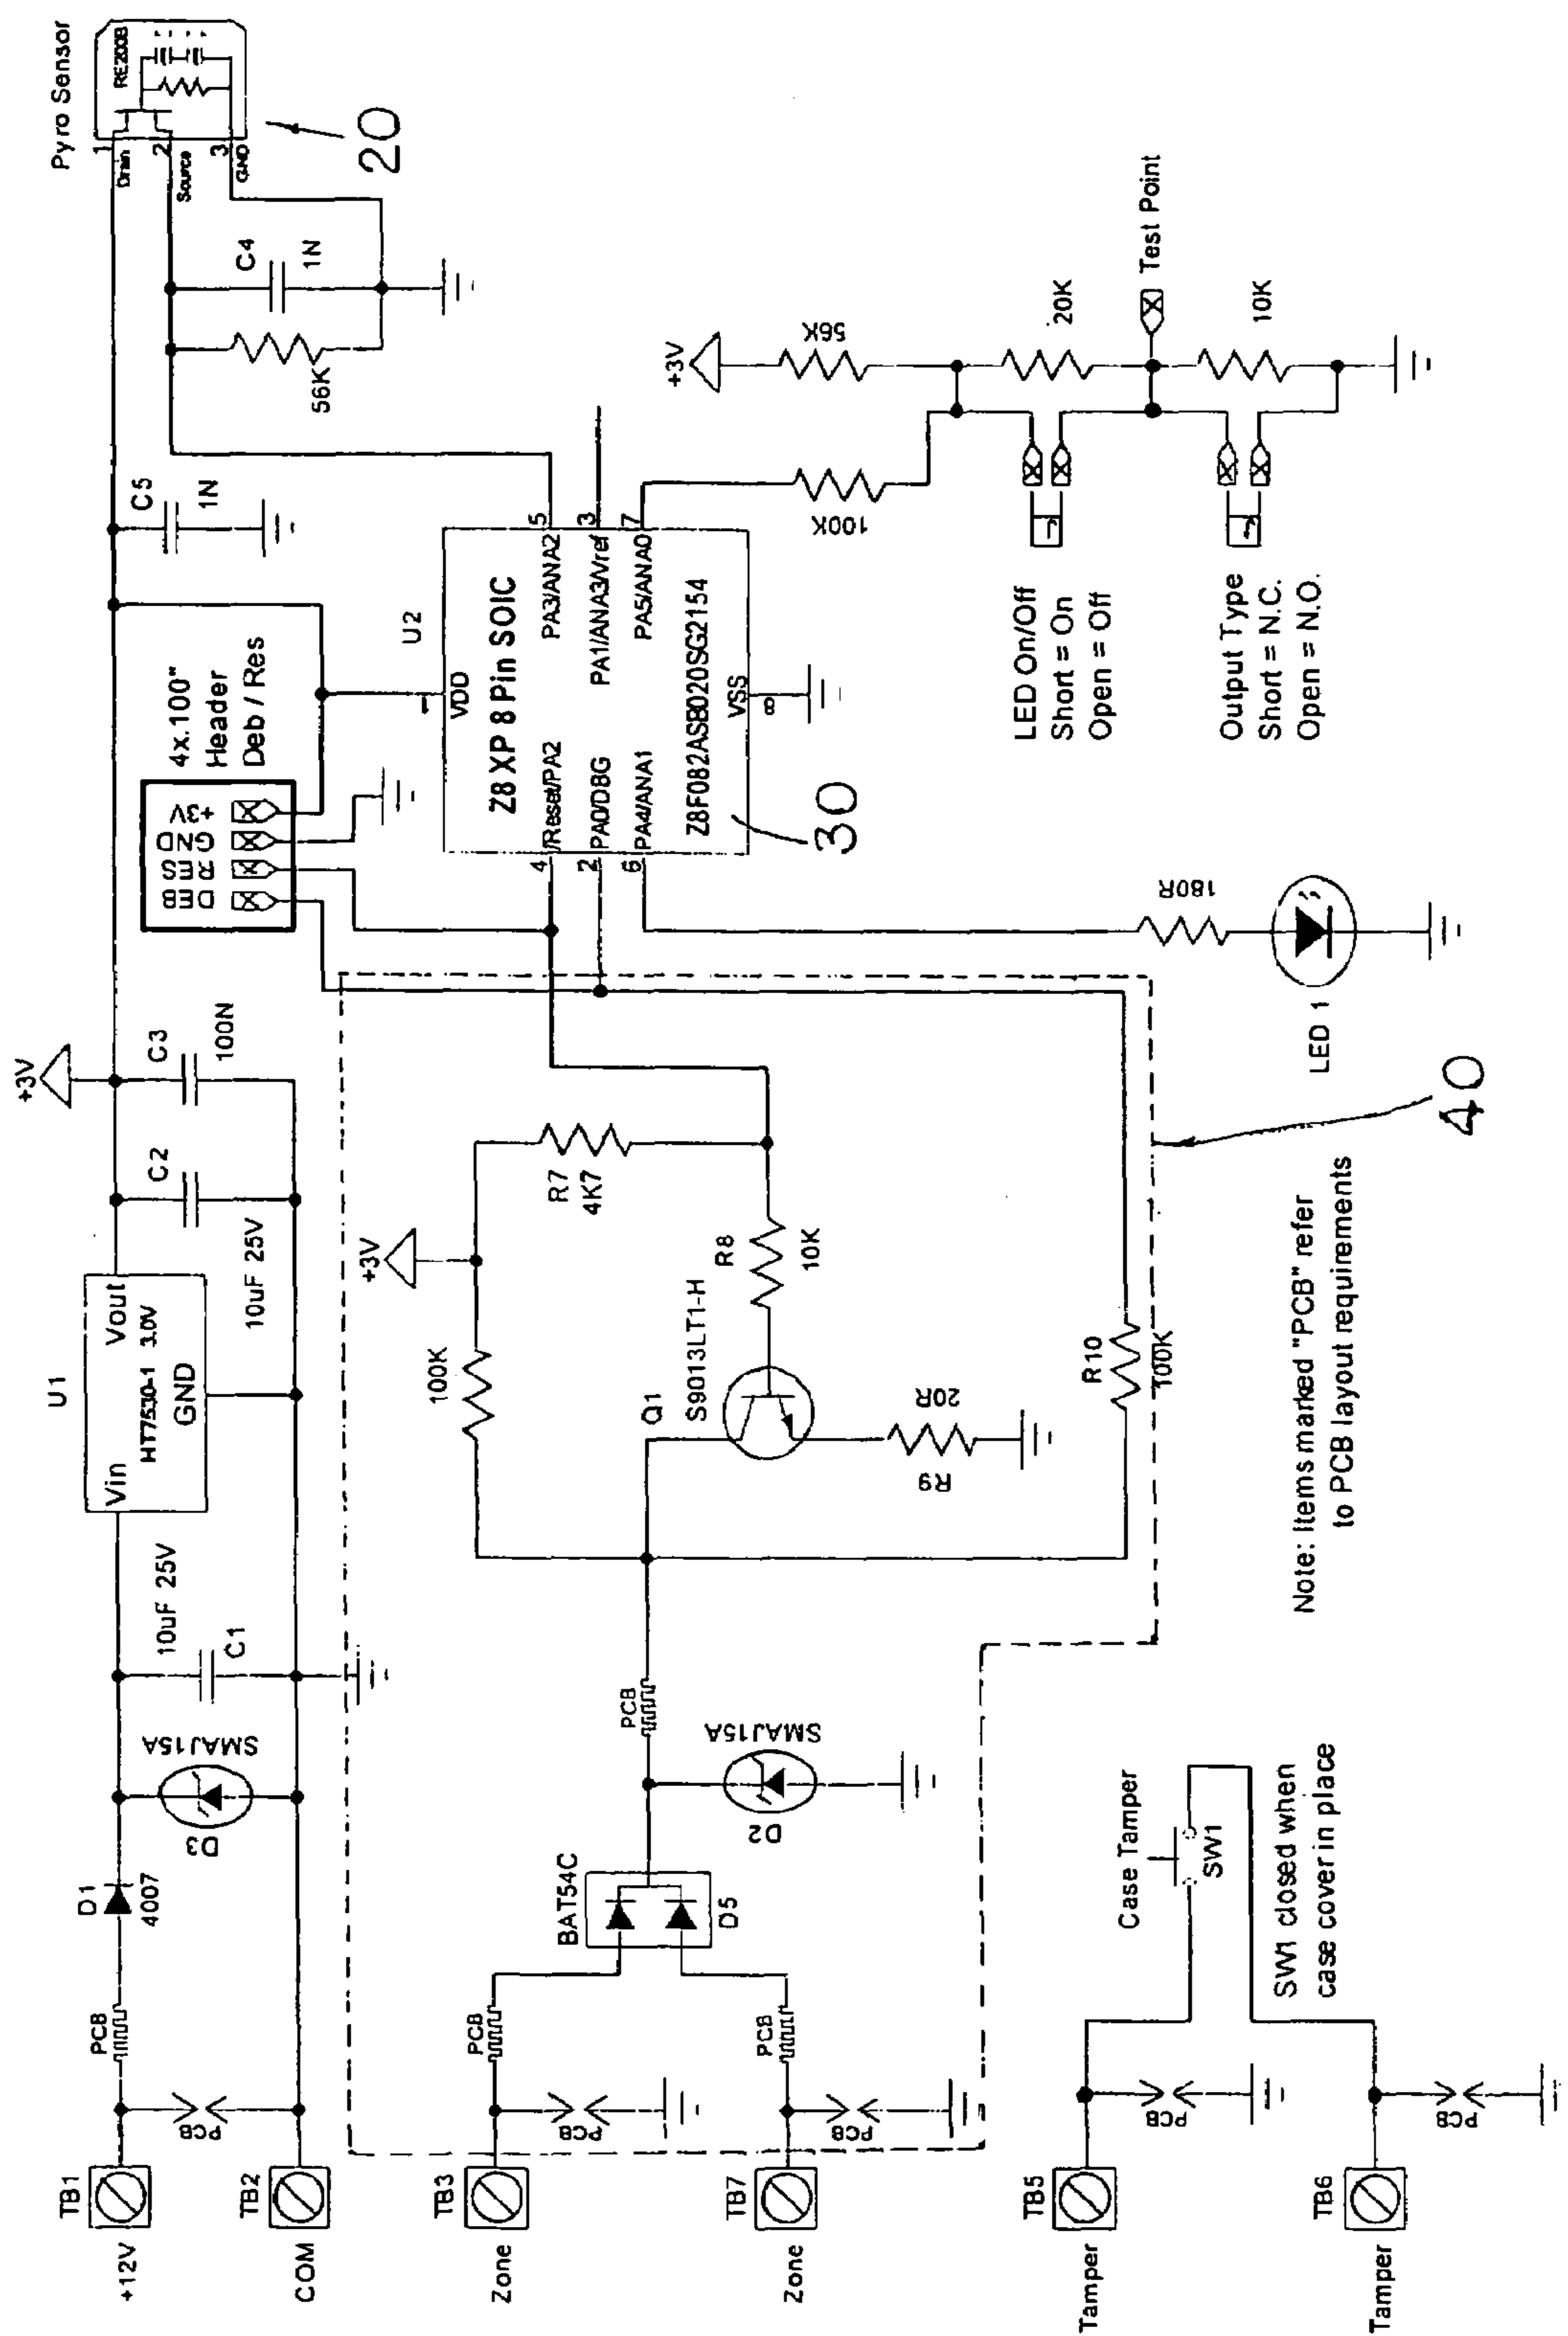 Pyro Sensor
RE200B
1
Drain
2
Source
3
GND
20
C4
1N
56K
C5
1N
+3V
C3
100N
C2
10uF 25V
U1
Vin
Vout
HT7530-1 3.0V
GND
10uF 25V
C1
SMAJ15A
D3
D1
4007
PCB
PCB
TB1
+12V
TB2
COM
4x.100"
Header
Deb / Res
+3V
GND
RES
DEB
U2
1
VDD
Z8 XP 8 Pin SOIC
4
/Reset/PA2
2
PA0/DBG
6
PA4/ANA1
PA3/ANA2
5
PA1/ANA3/Vref
3
PA5/ANA0
7
Z8F082ASB020SG2154
VSS
8
30
100K
+3V
56K
20K
Test Point
10K
LED On/Off
Short = On
Open = Off
Output Type
Short = N.C.
Open = N.O.
180R
LED 1
+3V
R7
4K7
100K
R8
10K
Q1
S9013LT1-H
R9
20R
R10
100K
40
PCB
SMAJ15A
D2
BAT54C
D5
PCB
PCB
TB3
Zone
PCB
PCB
TB7
Zone
Note: Items marked "PCB" refer
to PCB layout requirements
Case Tamper
SW1
SW1 closed when
case cover in place
PCB
TB5
Tamper
PCB
TB6
Tamper